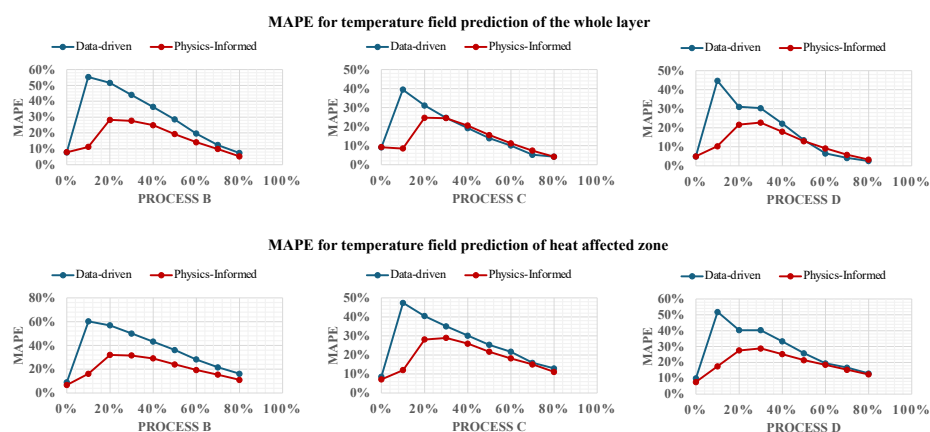 MAPE for temperature field prediction of the whole layer
Data-driven Physics-Informed
60%
50%
40%
30%
20%
10%
0%
MAPE
0% 20% 40% 60% 80% 100%
PROCESS B
Data-driven Physics-Informed
50%
40%
30%
20%
10%
0%
MAPE
0% 20% 40% 60% 80% 100%
PROCESS C
Data-driven Physics-Informed
50%
40%
30%
20%
10%
0%
MAPE
0% 20% 40% 60% 80% 100%
PROCESS D
MAPE for temperature field prediction of heat affected zone
Data-driven Physics-Informed
80%
60%
40%
20%
0%
MAPE
0% 20% 40% 60% 80% 100%
PROCESS B
Data-driven Physics-Informed
50%
40%
30%
20%
10%
0%
MAPE
0% 20% 40% 60% 80% 100%
PROCESS C
Data-driven Physics-Informed
60%
50%
40%
30%
20%
10%
0%
MAPE
0% 20% 40% 60% 80% 100%
PROCESS D